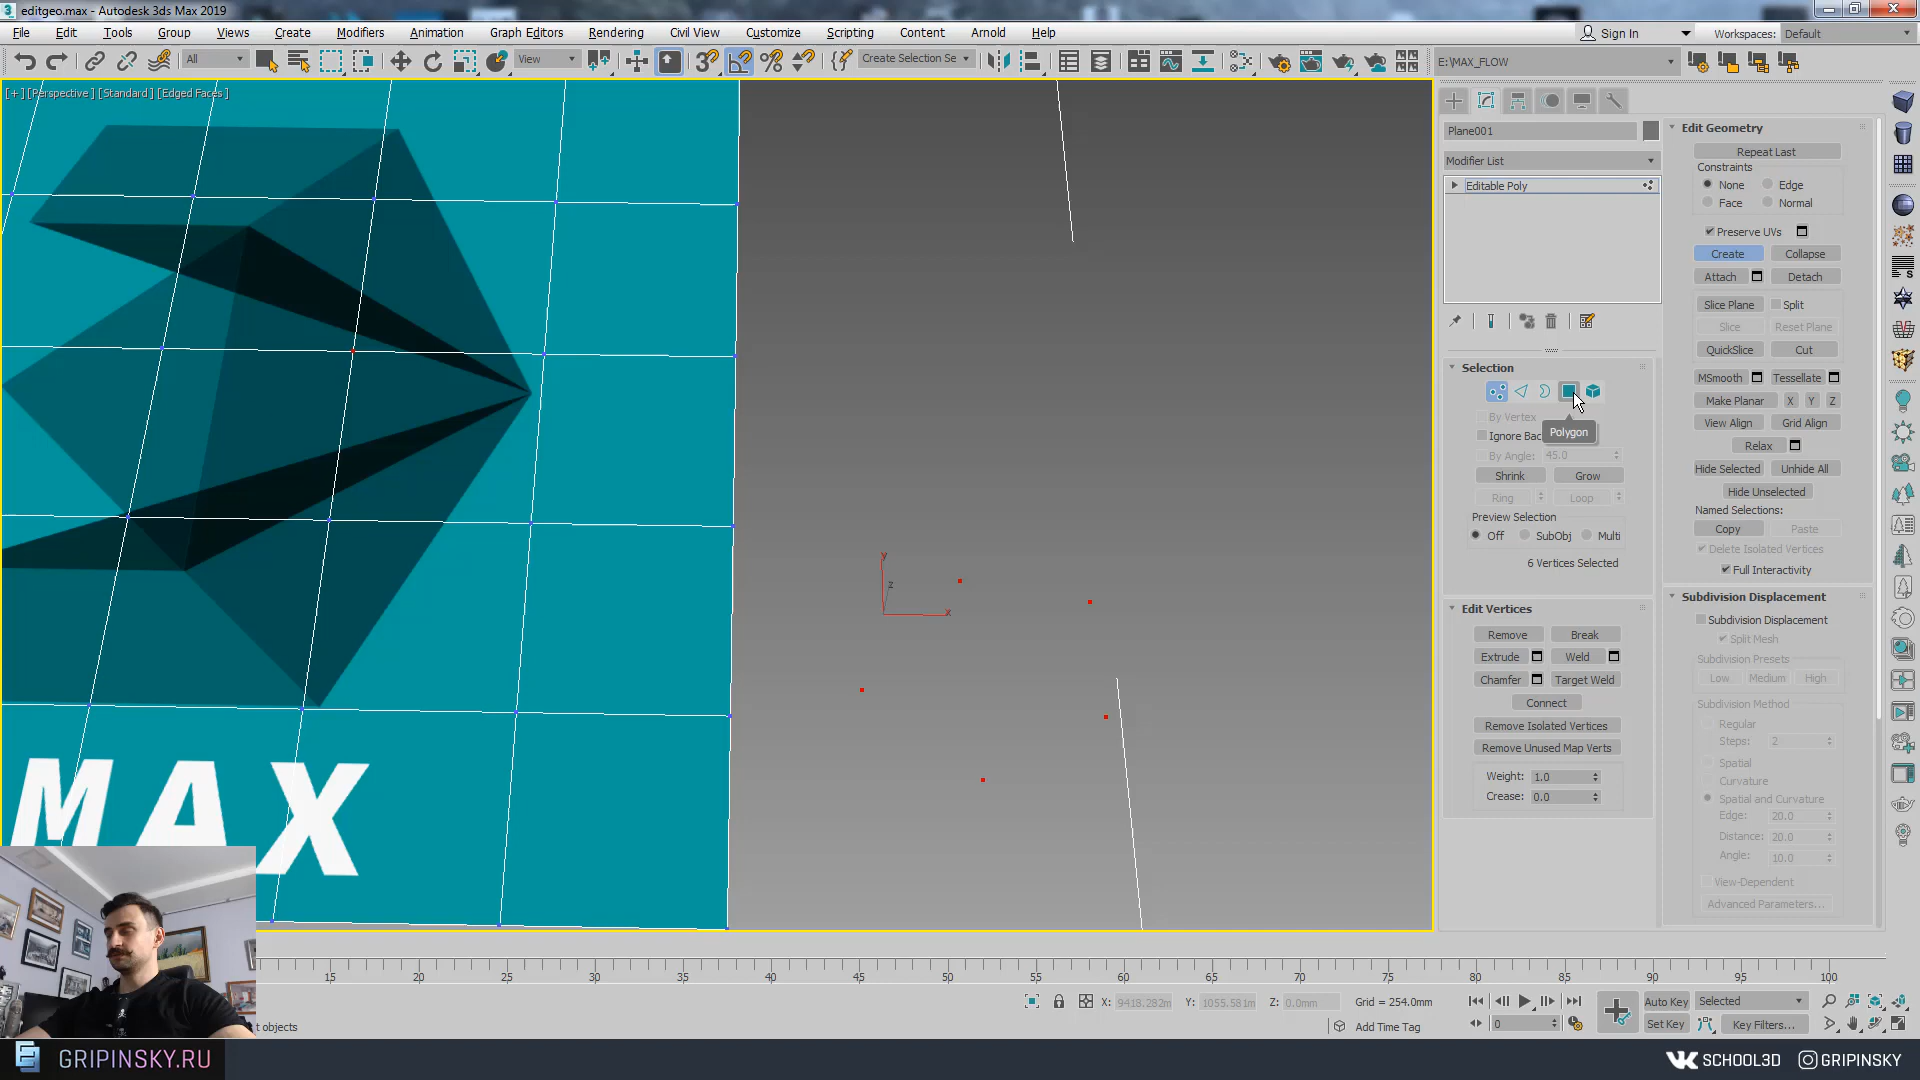 editgeo.max - Autodesk 3ds Max 2019
File Edit Tools Group Views Create Modifiers Animation Graph Editors Rendering Civil View Customize Scripting Content Arnold Help
Sign In Workspaces: Default
All View Create Selection Se E:\MAX_FLOW
[+] [Perspective] [Standard] [Edged Faces]
Plane001
Modifier List
Editable Poly
Selection
By Vertex
Ignore Bac
Polygon
By Angle: 45.0
Shrink Grow
Ring Loop
Preview Selection
Off SubObj Multi
6 Vertices Selected
Edit Vertices
Remove Break
Extrude Weld
Chamfer Target Weld
Connect
Remove Isolated Vertices
Remove Unused Map Verts
Weight: 1.0
Crease: 0.0
Edit Geometry
Repeat Last
Constraints
None Edge
Face Normal
Preserve UVs
Create Collapse
Attach Detach
Slice Plane Split
Slice Reset Plane
QuickSlice Cut
MSmooth Tessellate
Make Planar X Y Z
View Align Grid Align
Relax
Hide Selected Unhide All
Hide Unselected
Named Selections:
Copy Paste
Delete Isolated Vertices
Full Interactivity
Subdivision Displacement
Subdivision Displacement
Split Mesh
Subdivision Presets
Low Medium High
Subdivision Method
Regular
Steps: 2
Spatial
Curvature
Spatial and Curvature
Edge: 20.0
Distance: 20.0
Angle: 10.0
View-Dependent
Advanced Parameters...
y
z
x
MAX
15 20 25 30 35 40 45 50 55 60 65 70 75 80 85 90 95 100
X: 9418.282m Y: 1055.581m Z: 0.0mm Grid = 254.0mm
Auto Key Selected
t objects
Add Time Tag
0
Set Key Key Filters...
GRIPINSKY.RU
SCHOOL3D GRIPINSKY